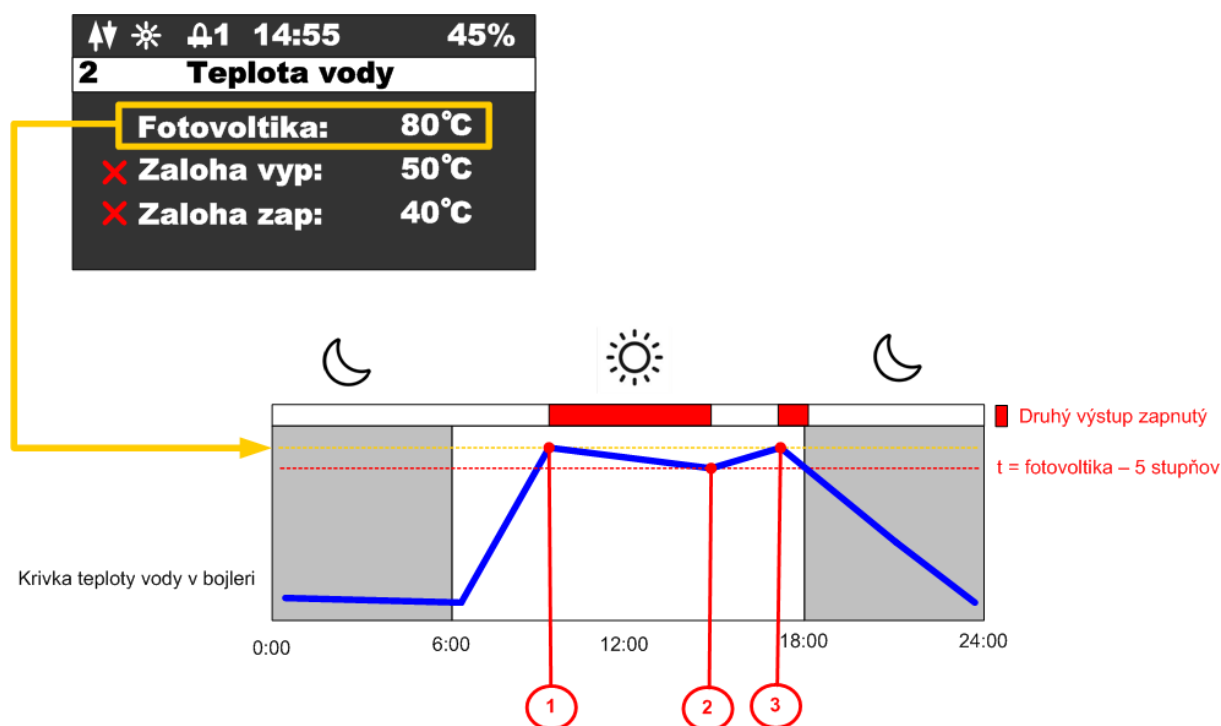 1 14:55 45%
2 Teplota vody
Fotovoltika: 80°C
Zaloha vyp: 50°C
Zaloha zap: 40°C
Druhý výstup zapnutý
t = fotovoltika – 5 stupňov
Krivka teploty vody v bojleri
0:00 6:00 12:00 18:00 24:00
1 2 3